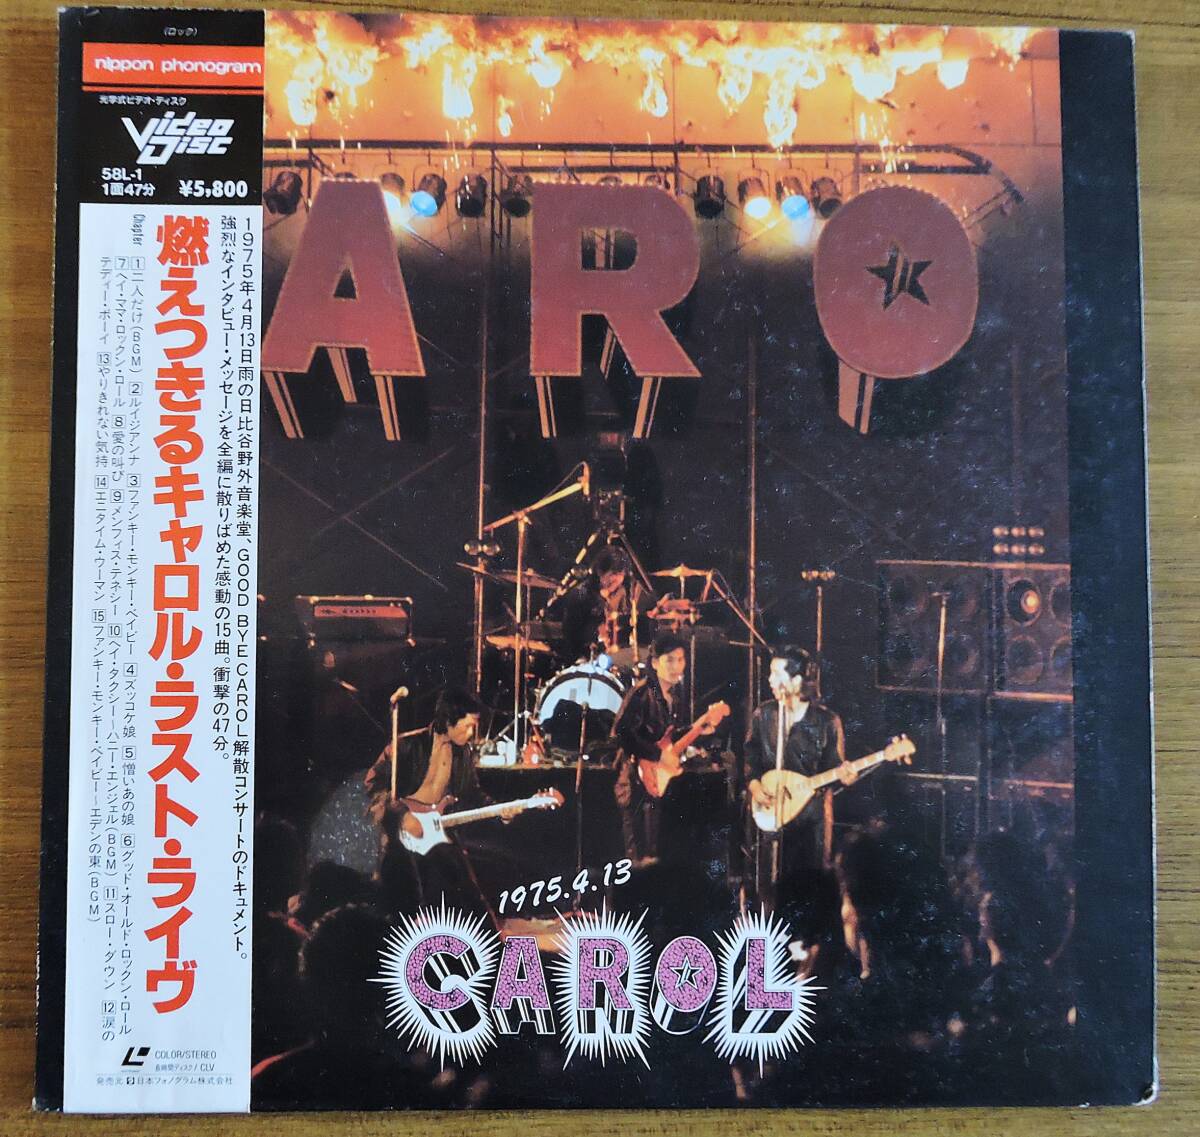 (ロック)
nippon phonogram
光学式ビデオ・ディスク
Video Disc
58L-1
1面47分 ¥5,800
1975年4月13日雨の日比谷野外音楽堂、GOOD BYE CAROL解散コンサートのドキュメント。
強烈なインタビュー・メッセージを全編に散りばめた感動の15曲。衝撃の47分。
燃えつきるキャロル・ラスト・ライヴ
Chapter
1二人だけ(BGM) 2ルイジアンナ 3ファンキー・モンキー・ベイビー 4ズッコケ娘 5憎いあの娘 6グッド・オールド・ロックン・ロール
7ヘイ・ママ・ロックン・ロール 8愛の叫び 9メンフィス・テネシー 10ヘイ・タクシー〜ハニー・エンジェル(BGM) 11スロー・ダウン 12涙の
テディー・ボーイ 13やりきれない気持 14エニタイム・ウーマン 15ファンキー・モンキー・ベイビー〜エデンの東(BGM)
COLOR/STEREO
長時間ディスク/CLV
発売元 日本フォノグラム株式会社
ARO
1975.4.13
CAROL